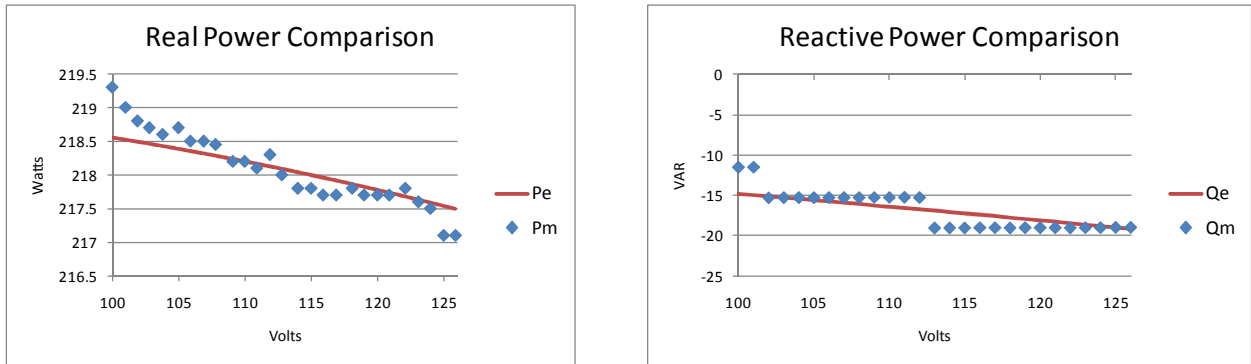 Real Power Comparison
219.5
219
218.5
218
217.5
217
216.5
Watts
100 105 110 115 120 125
Volts
Pe
Pm
Reactive Power Comparison
0
-5
-10
-15
-20
-25
VAR
100 105 110 115 120 125
Volts
Qe
Qm